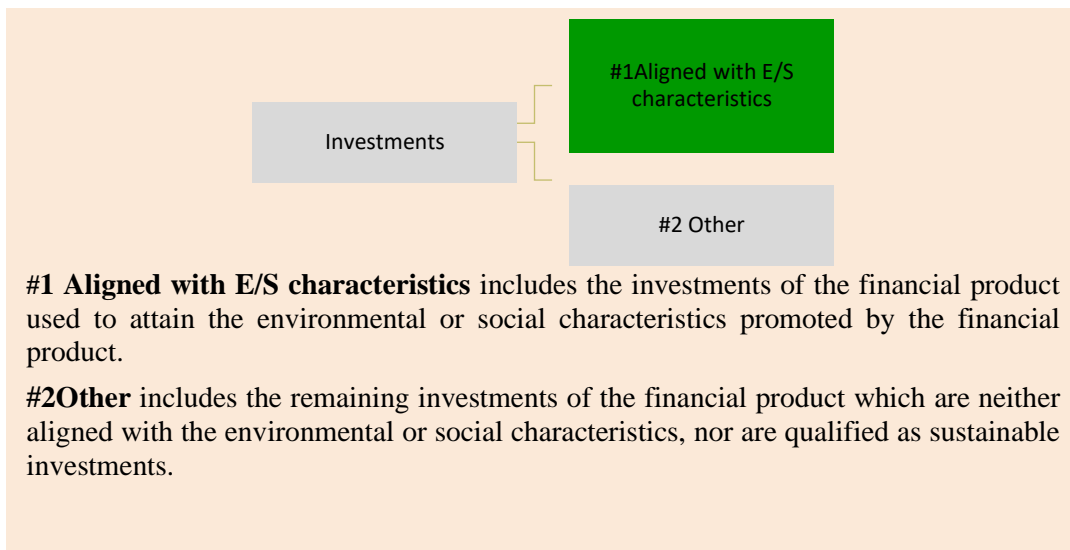 #1Aligned with E/S
characteristics
Investments
#2 Other
#1 Aligned with E/S characteristics includes the investments of the financial product
used to attain the environmental or social characteristics promoted by the financial
product.
#2Other includes the remaining investments of the financial product which are neither
aligned with the environmental or social characteristics, nor are qualified as sustainable
investments.